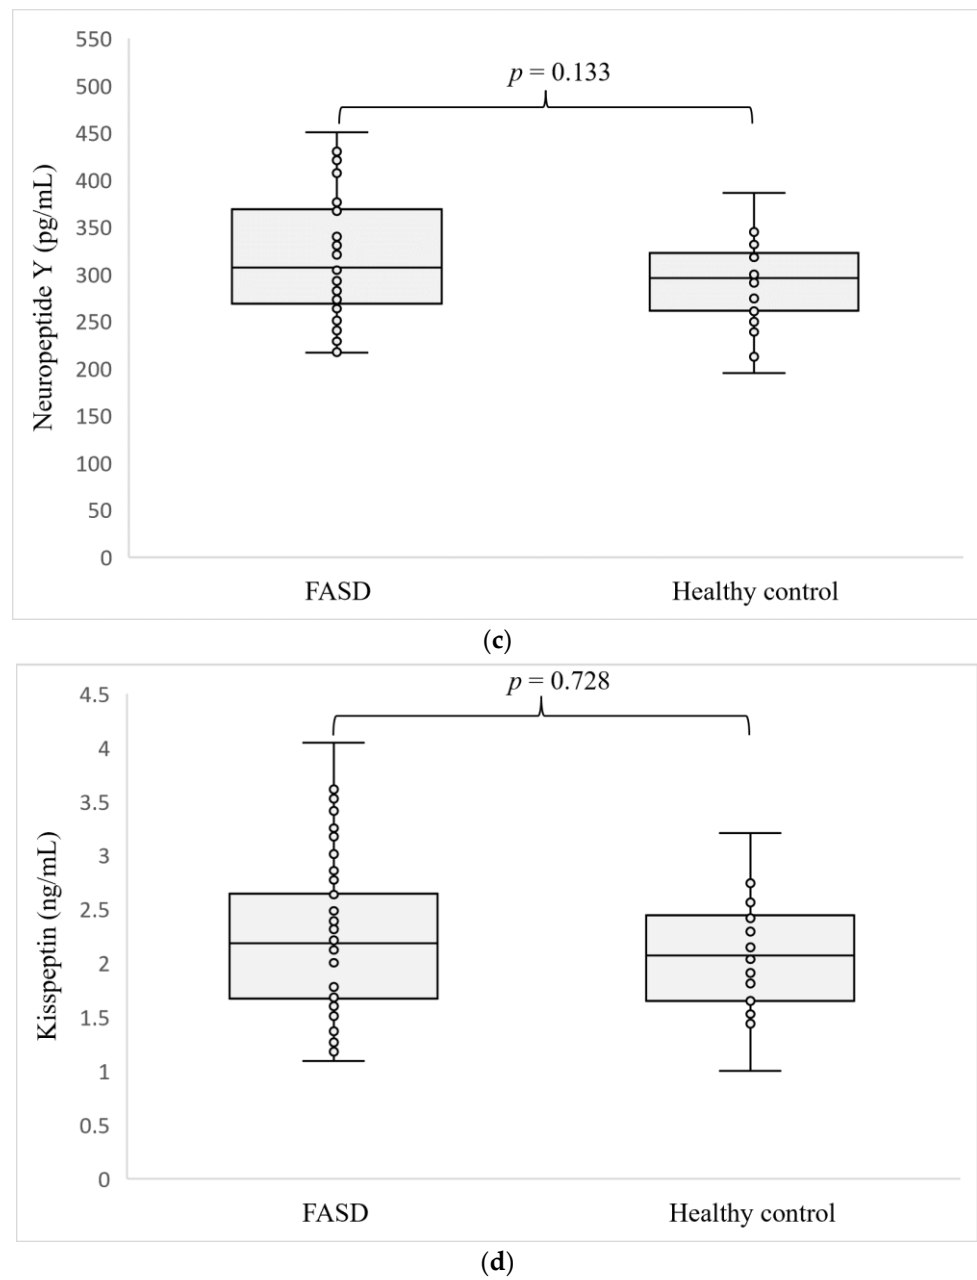 p = 0.133
Neuropeptide Y (pg/mL)
550
500
450
400
350
300
250
200
150
100
50
0
FASD Healthy control
(c)
p = 0.728
Kisspeptin (ng/mL)
4.5
4
3.5
3
2.5
2
1.5
1
0.5
0
FASD Healthy control
(d)